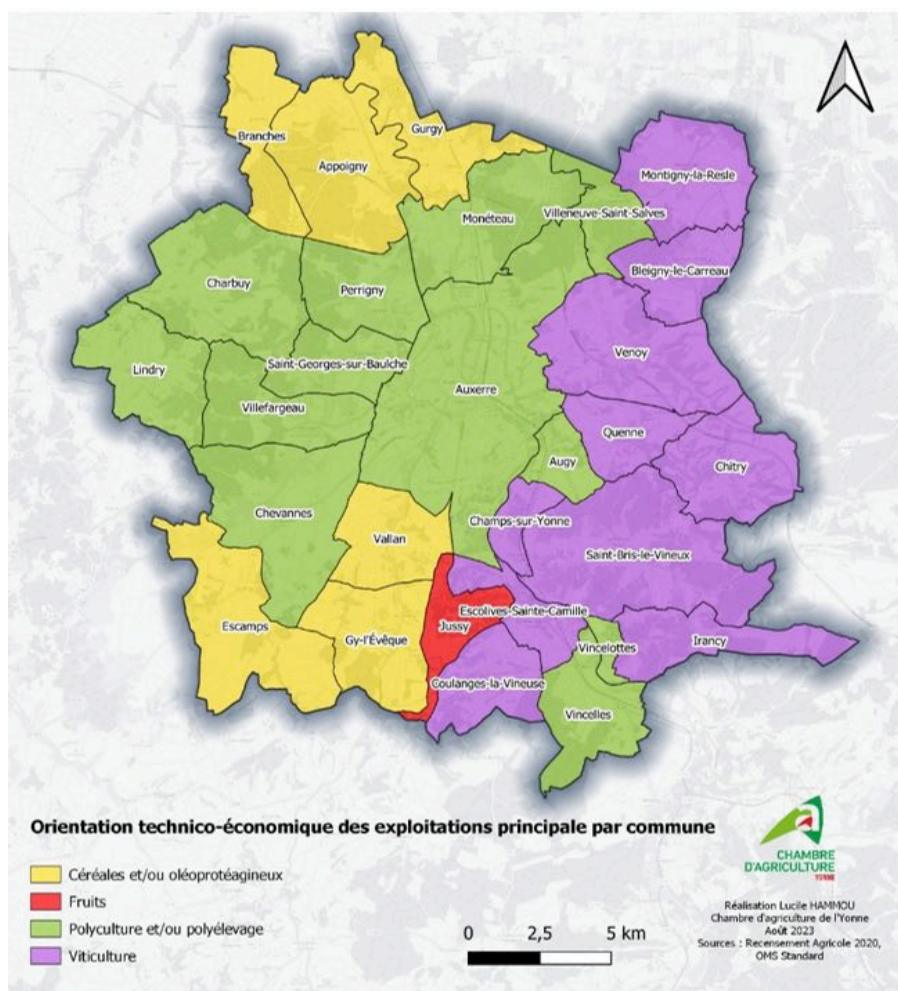 Branches
Gurgy
Appoigny
Montigny-la-Resle
Monéteau
Villeneuve-Saint-Salves
Bleigny-le-Carreau
Charbuy
Perrigny
Venoy
Saint-Georges-sur-Baulche
Lindry
Auxerre
Villefargeau
Quenne
Augy
Chitry
Chevannes
Champs-sur-Yonne
Vallan
Saint-Bris-le-Vineux
Escolives-Sainte-Camille
Escamps
Jussy
Gy-l'Évêque
Irancy
Vincelottes
Coulanges-la-Vineuse
Vincelles
Orientation technico-économique des exploitations principale par commune
Céréales et/ou oléoprotéagineux
Fruits
Polyculture et/ou polyélevage
Viticulture
0 2,5 5 km
CHAMBRE
D'AGRICULTURE
YONNE
Réalisation Lucile HAMMOU
Chambre d'agriculture de l'Yonne
Août 2023
Sources : Recensement Agricole 2020,
OMS Standard